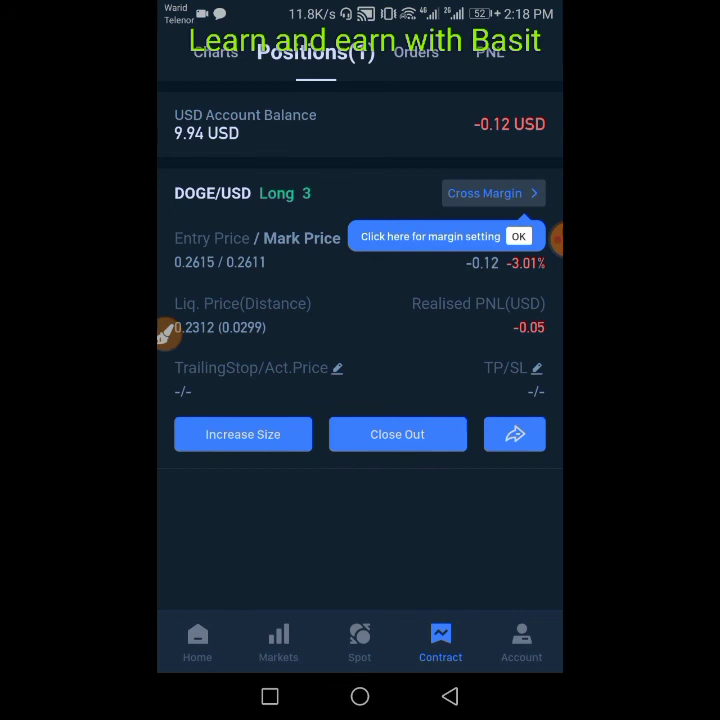 Warid
Telenor
11.8K/s 4G 2G 52 2:18 PM
Learn and earn with Basit
Charts Positions(1) Orders PNL
USD Account Balance
9.94 USD
-0.12 USD
DOGE/USD Long 3
Cross Margin >
Entry Price / Mark Price
Click here for margin setting OK
0.2615 / 0.2611
-0.12 -3.01%
Liq. Price(Distance)
Realised PNL(USD)
0.2312 (0.0299)
-0.05
TrailingStop/Act.Price
TP/SL
-/-
-/-
Increase Size
Close Out
Home
Markets
Spot
Contract
Account